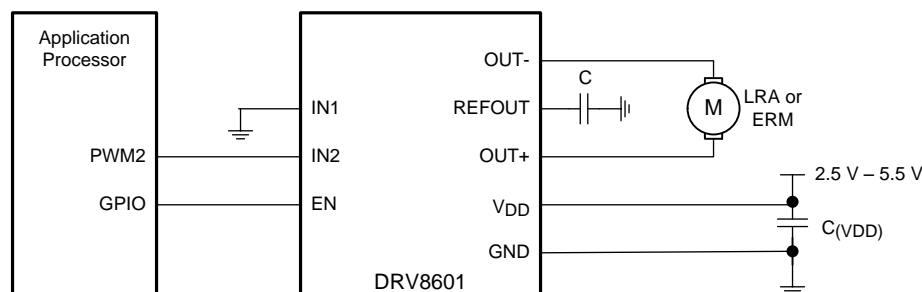 Application
Processor
PWM2
GPIO
IN1
IN2
EN
OUT-
REFOUT
OUT+
VDD
GND
DRV8601
C
M
LRA or
ERM
2.5 V – 5.5 V
C(VDD)